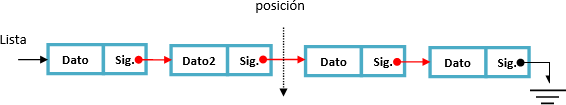 posición
Lista
Dato Sig. Dato2 Sig. Dato Sig. Dato Sig.